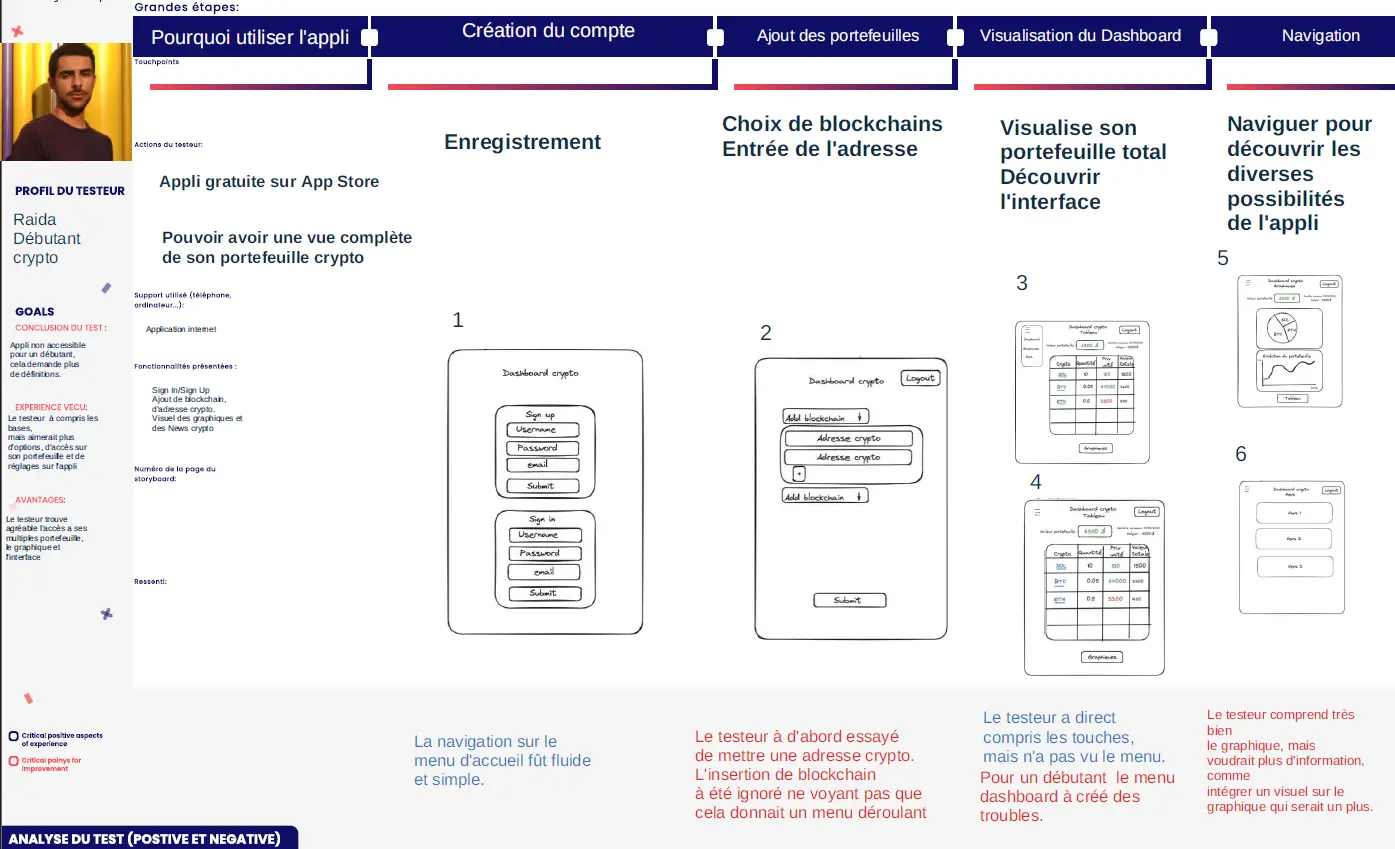 Grandes étapes:
Pourquoi utiliser l'appli
Création du compte
Ajout des portefeuilles
Visualisation du Dashboard
Navigation
Touchpoints
Actions du testeur:
Appli gratuite sur App Store
Pouvoir avoir une vue complète
de son portefeuille crypto
Enregistrement
Choix de blockchains
Entrée de l'adresse
Visualise son
portefeuille total
Découvrir
l'interface
Naviguer pour
découvrir les
diverses
possibilités
de l'appli
PROFIL DU TESTEUR
Raida
Débutant
crypto
GOALS
CONCLUSION DU TEST :
Appli non accessible
pour un débutant,
cela demande plus
de définitions.
EXPERIENCE VECU:
Le testeur à compris les
bases,
mais aimerait plus
d'options, d'accès sur
son portefeuille et de
réglages sur l'appli
AVANTAGES:
Le testeur trouve
agréable l'accès a ses
multiples portefeuille,
le graphique et
l'interface
Critical positive aspects
of experience
Critical poinys for
improvement
Support utilisé (téléphone,
ordinateur...):
Application internet
Fonctionnalités présentées :
Sign In/Sign Up
Ajout de blockchain,
d'adresse crypto.
Visuel des graphiques et
des News crypto
Numéro de la page du
storyboard:
Ressenti:
1
Dashboard crypto
Sign up
Username
Password
email
Submit
Sign in
Username
Password
email
Submit
2
Dashboard crypto
Logout
Add blockchain
Adresse crypto
Adresse crypto
+
Add blockchain
Submit
3
Dashboard crypto
Tableau
Logout
Valeur portefeuille
Crypto Quantité Prix unité Valeur totale
SOL 10 150 1500
BTC 0.05 64000
ETH 0.5 3300
Graphiques
4
Dashboard crypto
Tableau
Logout
Valeur portefeuille 6350 $
Crypto Quantité Prix unité Valeur totale
SOL 10 150 1500
BTC 0.05 64000
ETH 0.5 3300
Graphiques
5
Dashboard crypto
Graphiques
Logout
Valeur portefeuille
SOL
BTC
ETH
Evolution du portefeuille
Tableau
6
Dashboard crypto
Logout
La navigation sur le
menu d'accueil fût fluide
et simple.
Le testeur à d'abord essayé
de mettre une adresse crypto.
L'insertion de blockchain
à été ignoré ne voyant pas que
cela donnait un menu déroulant
Le testeur a direct
compris les touches,
mais n'a pas vu le menu.
Pour un débutant le menu
dashboard à créé des
troubles.
Le testeur comprend très
bien
le graphique, mais
voudrait plus d'information,
comme
intégrer un visuel sur le
graphique qui serait un plus.
ANALYSE DU TEST (POSTIVE ET NEGATIVE)